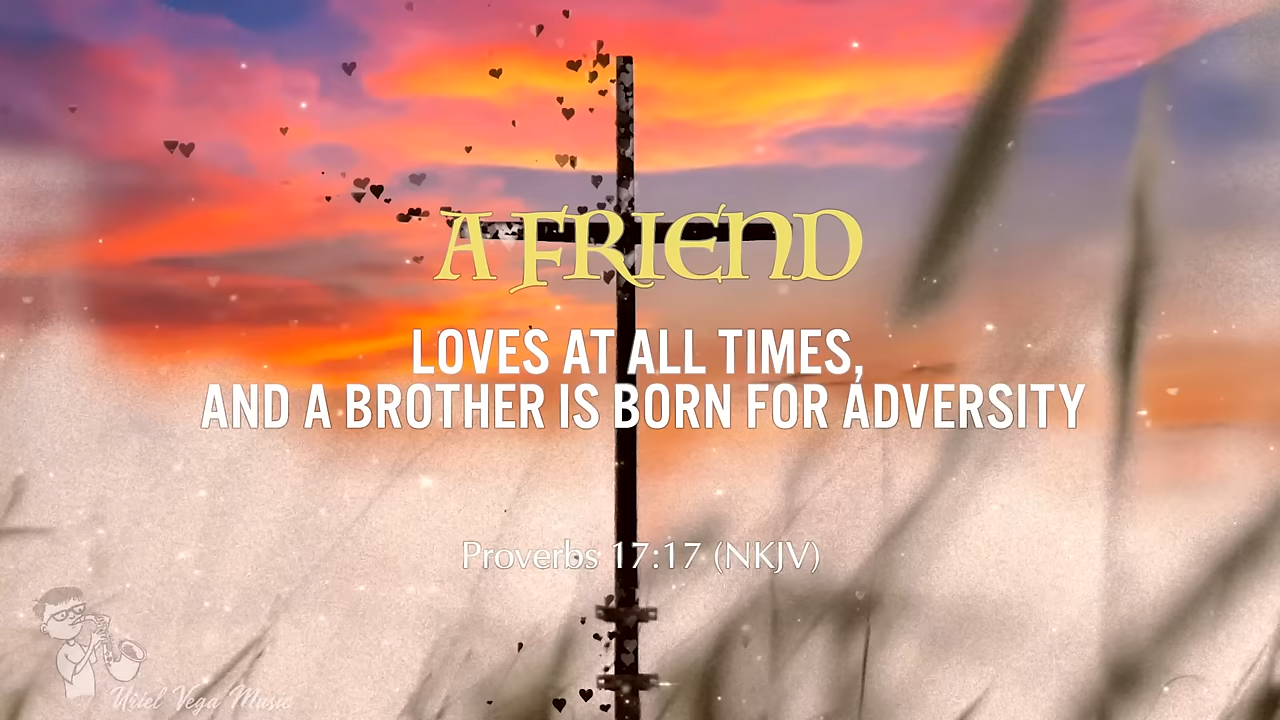 A FRIEND
LOVES AT ALL TIMES,
AND A BROTHER IS BORN FOR ADVERSITY
Proverbs 17:17 (NKJV)
Uriel Vega Music